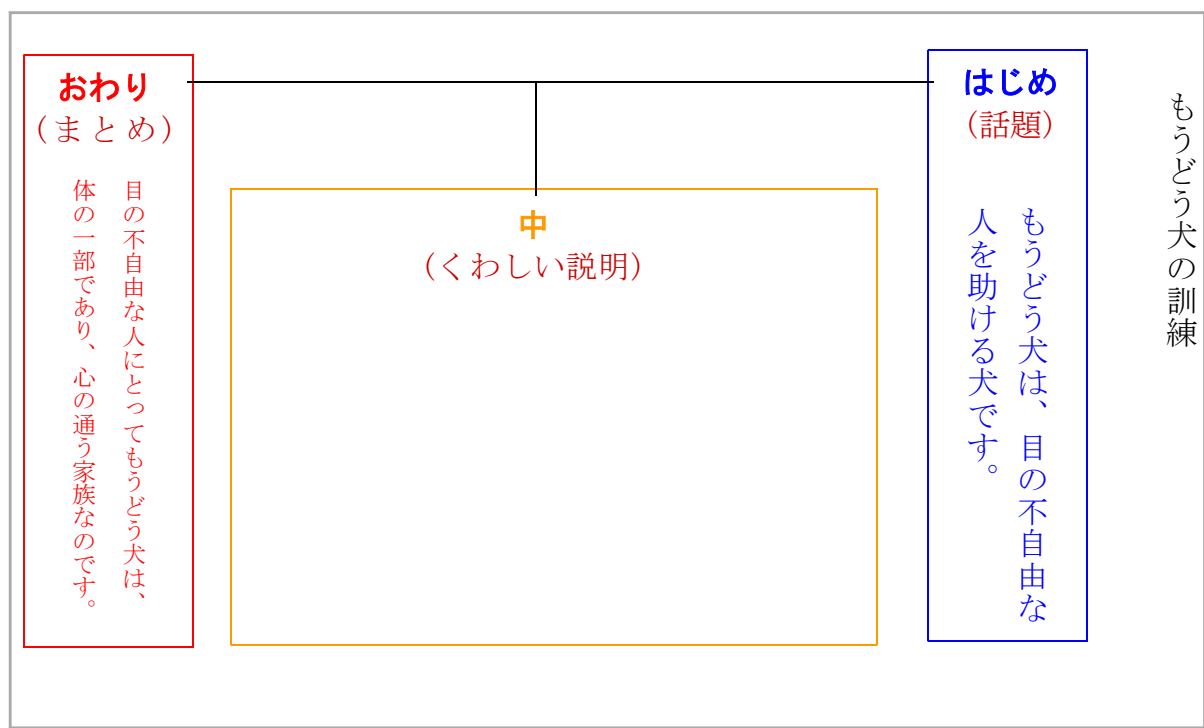 もうどう犬の訓練
はじめ
（話題）
もうどう犬は、目の不自由な
人を助ける犬です。
中
（くわしい説明）
おわり
（まとめ）
目の不自由な人にとってもうどう犬は、
体の一部であり、心の通う家族なのです。